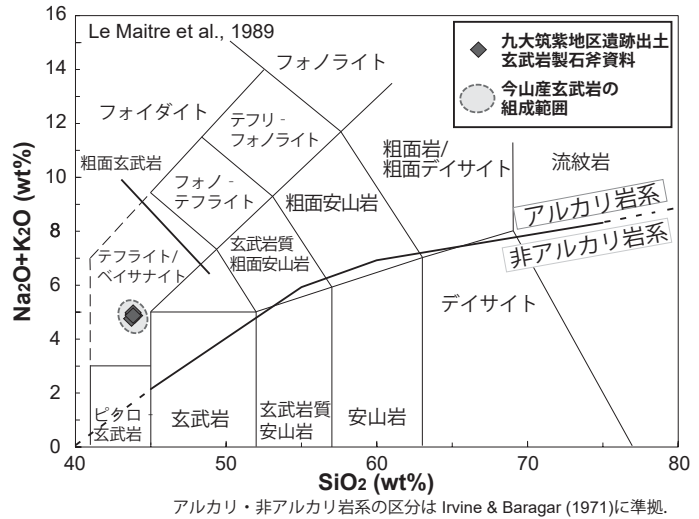 16
14
12
10
8
6
4
2
0
Na2O+K2O (wt%)
Le Maitre et al., 1989
九大筑紫地区遺跡出土
玄武岩製石斧資料
今山産玄武岩の
組成範囲
フォノライト
フォイダイト
テフリ -
フォノライト
粗面玄武岩
フォノ -
テフライト
粗面岩/
粗面デイサイト
流紋岩
粗面安山岩
アルカリ岩系
非アルカリ岩系
テフライト/
ベイサナイト
玄武岩質
粗面安山岩
デイサイト
ピクロ -
玄武岩
玄武岩
玄武岩質
安山岩
安山岩
40
50
60
70
80
SiO2 (wt%)
アルカリ・非アルカリ岩系の区分は Irvine & Baragar (1971)に準拠.